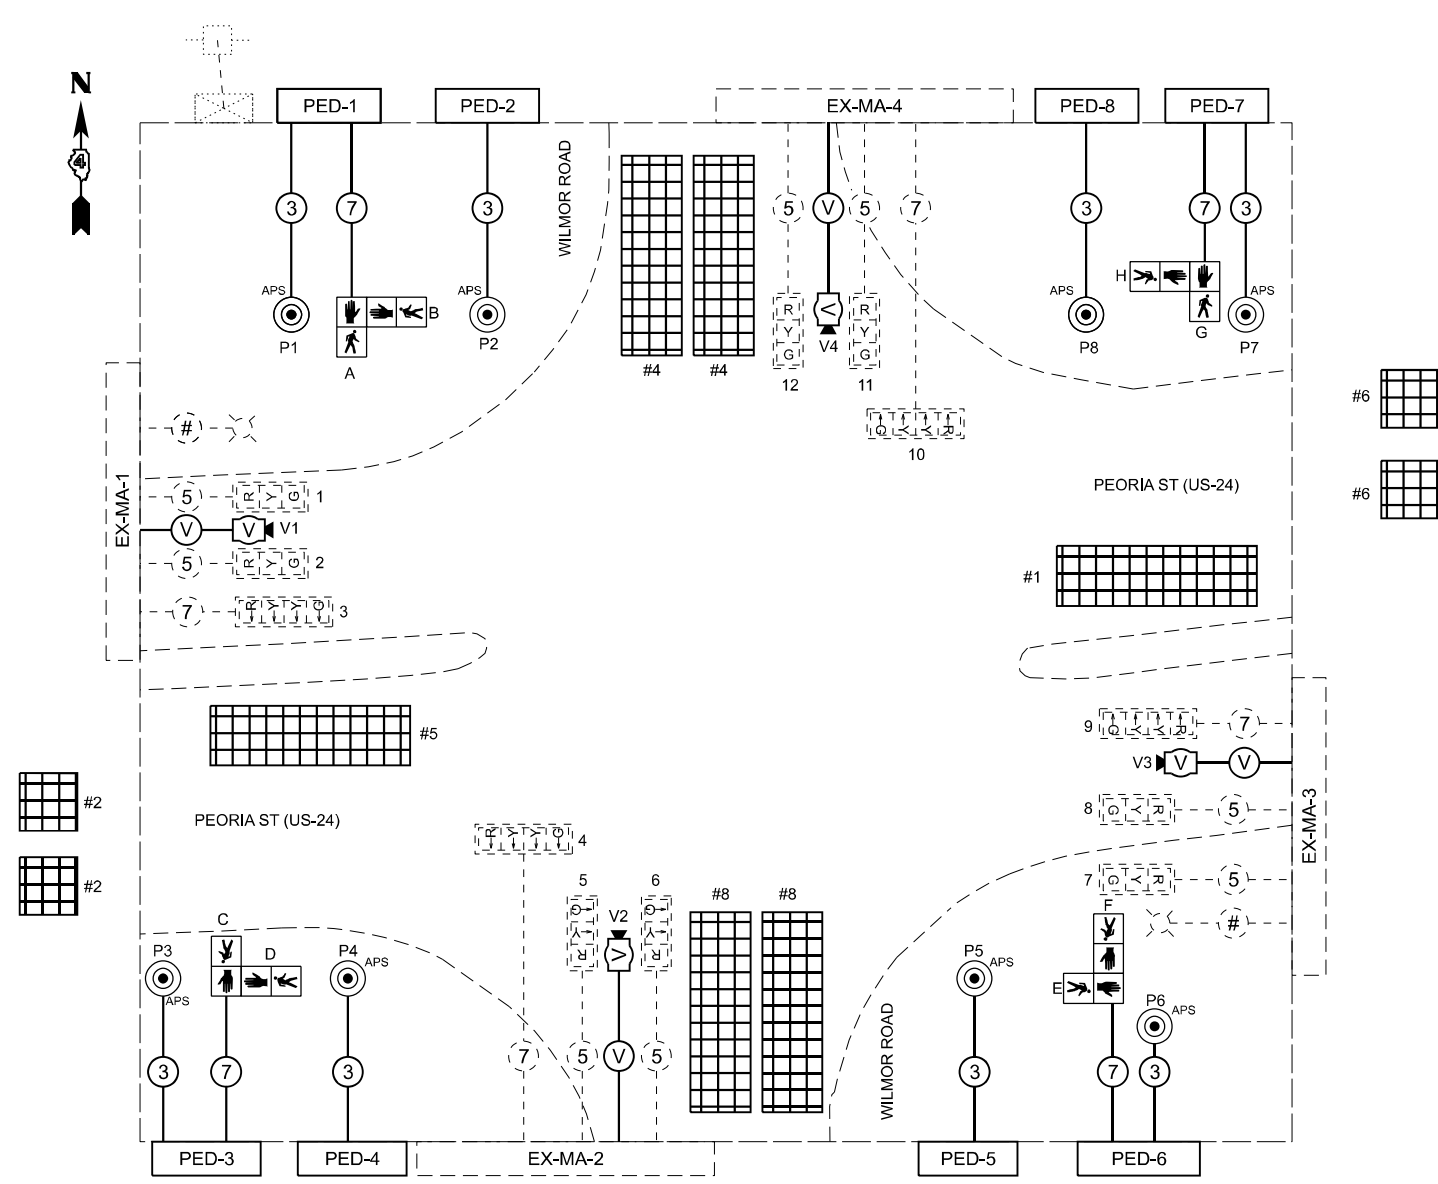 N
4
PED-1
PED-2
EX-MA-4
PED-8
PED-7
WILMOR ROAD
3
7
3
5
V
5
7
3
7
3
APS
APS
APS
APS
H
B
R
Y
G
V
R
Y
G
P1
P2
V4
P8
G
P7
A
#4
#4
12
11
#6
#
G Y Y R
10
EX-MA-1
PEORIA ST (US-24)
#6
5
R Y G
1
V
V
V1
5
R Y G
2
#1
7
R Y Y G
3
EX-MA-3
#5
9
G Y Y R
7
V3
V
V
#2
8
G Y R
5
PEORIA ST (US-24)
R Y Y G
4
#2
5
6
#8
#8
7
G Y R
5
C
G
Y
R
V2
V
G
Y
R
F
#
P3
D
P4
APS
P5
APS
APS
E
P6
APS
WILMOR ROAD
3
7
3
7
5
V
5
3
7
3
PED-3
PED-4
EX-MA-2
PED-5
PED-6